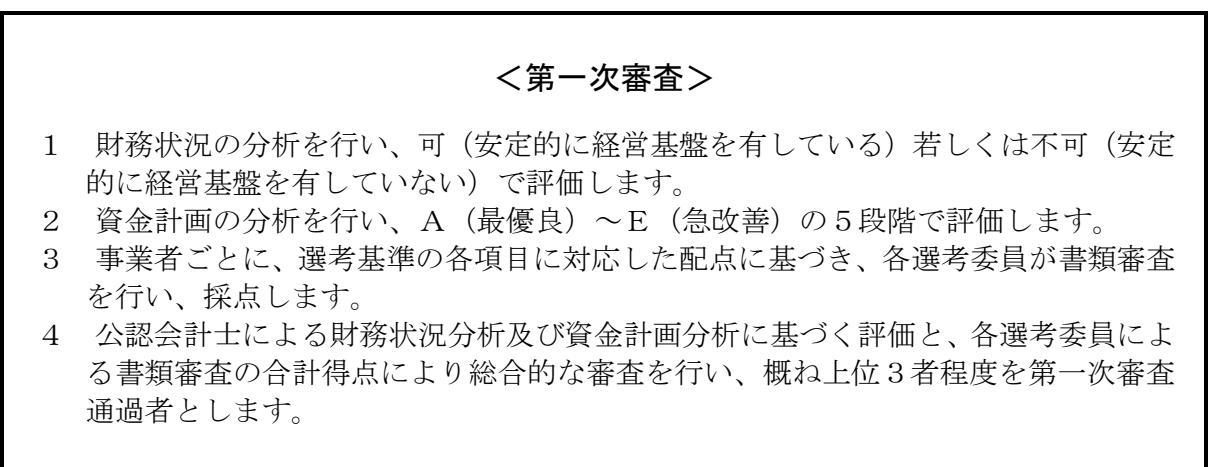 ＜第一次審査＞
１　財務状況の分析を行い、可（安定的に経営基盤を有している）若しくは不可（安定
的に経営基盤を有していない）で評価します。
２　資金計画の分析を行い、Ａ（最優良）～Ｅ（急改善）の５段階で評価します。
３　事業者ごとに、選考基準の各項目に対応した配点に基づき、各選考委員が書類審査
を行い、採点します。
４　公認会計士による財務状況分析及び資金計画分析に基づく評価と、各選考委員によ
る書類審査の合計得点により総合的な審査を行い、概ね上位３者程度を第一次審査
通過者とします。